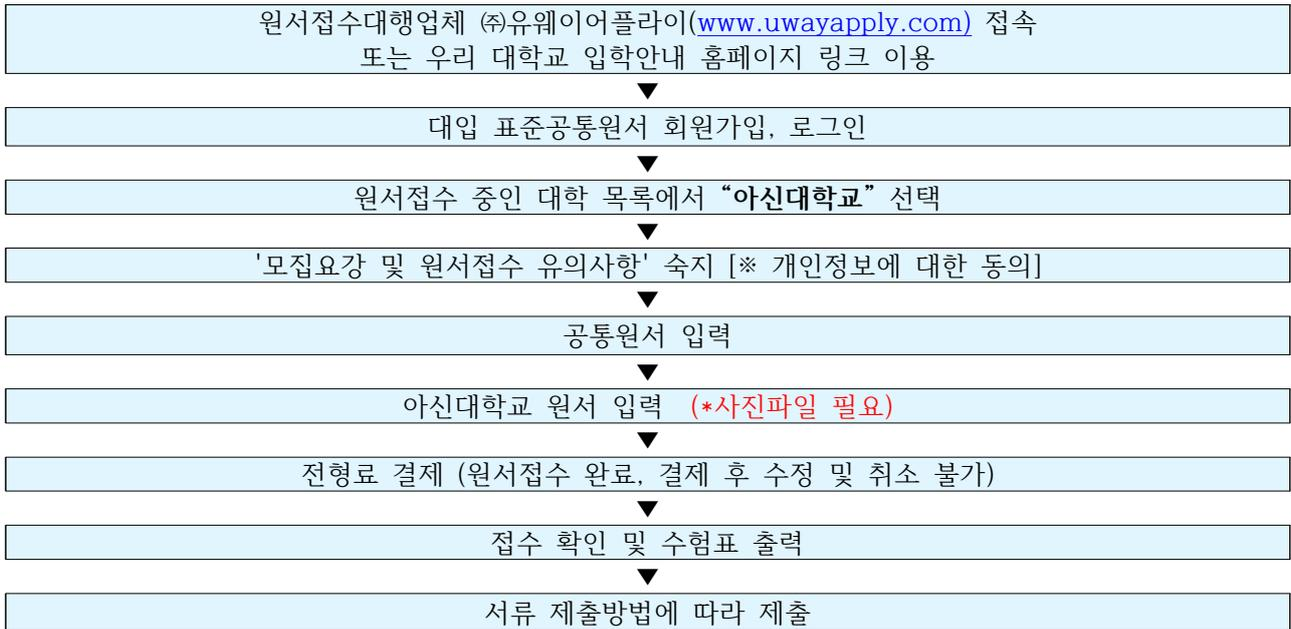 원서접수대행업체 ㈜유웨이어플라이(www.uwayapply.com) 접속
또는 우리 대학교 입학안내 홈페이지 링크 이용
▼
대입 표준공통원서 회원가입, 로그인
▼
원서접수 중인 대학 목록에서 “아신대학교” 선택
▼
'모집요강 및 원서접수 유의사항' 숙지 [※ 개인정보에 대한 동의]
▼
공통원서 입력
▼
아신대학교 원서 입력 (*사진파일 필요)
▼
전형료 결제 (원서접수 완료, 결제 후 수정 및 취소 불가)
▼
접수 확인 및 수험표 출력
▼
서류 제출방법에 따라 제출